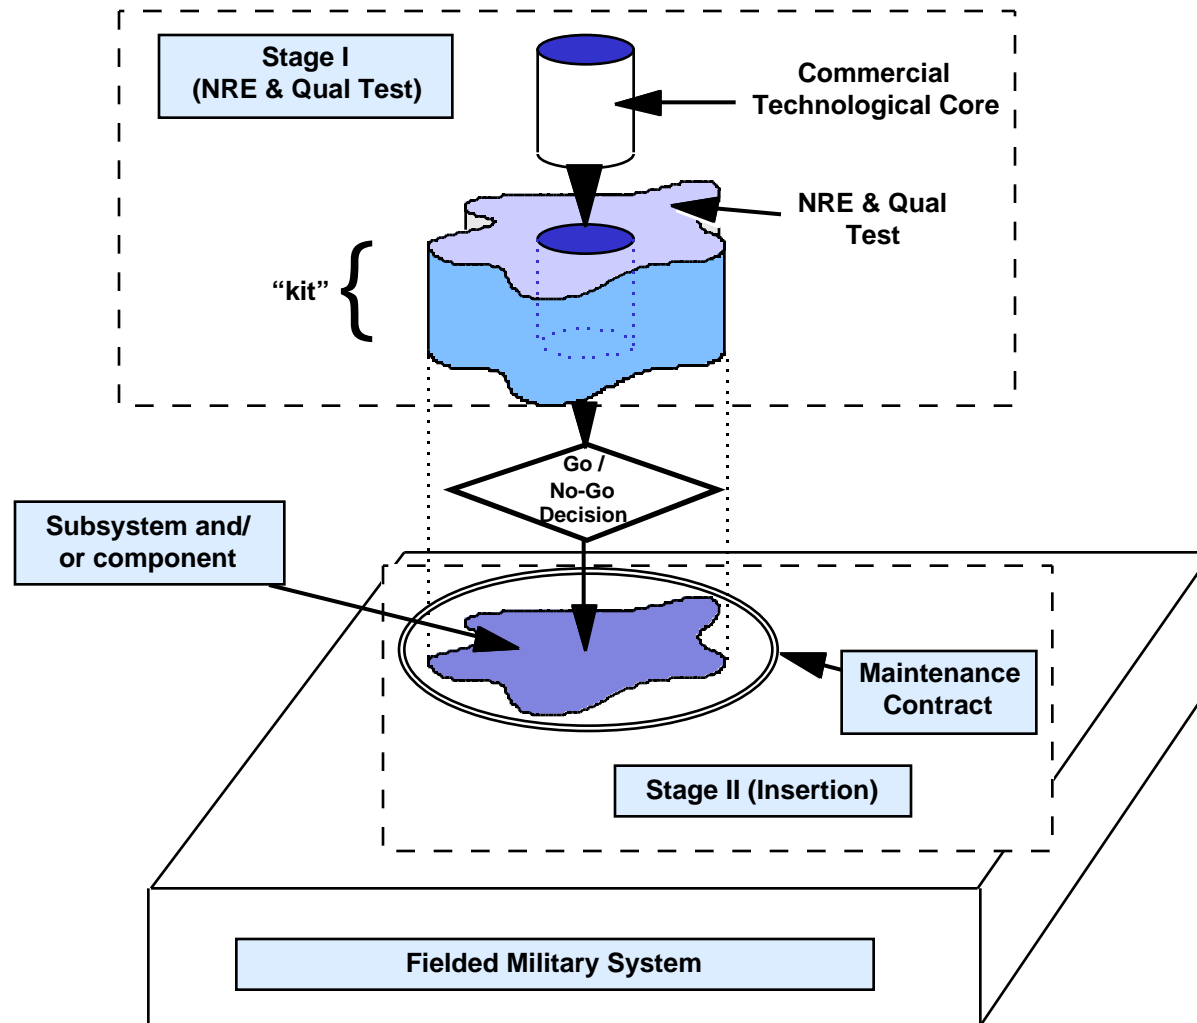 Stage I
(NRE & Qual Test)
Commercial
Technological Core
NRE & Qual
Test
“kit”
Go /
No-Go
Decision
Subsystem and/
or component
Maintenance
Contract
Stage II (Insertion)
Fielded Military System